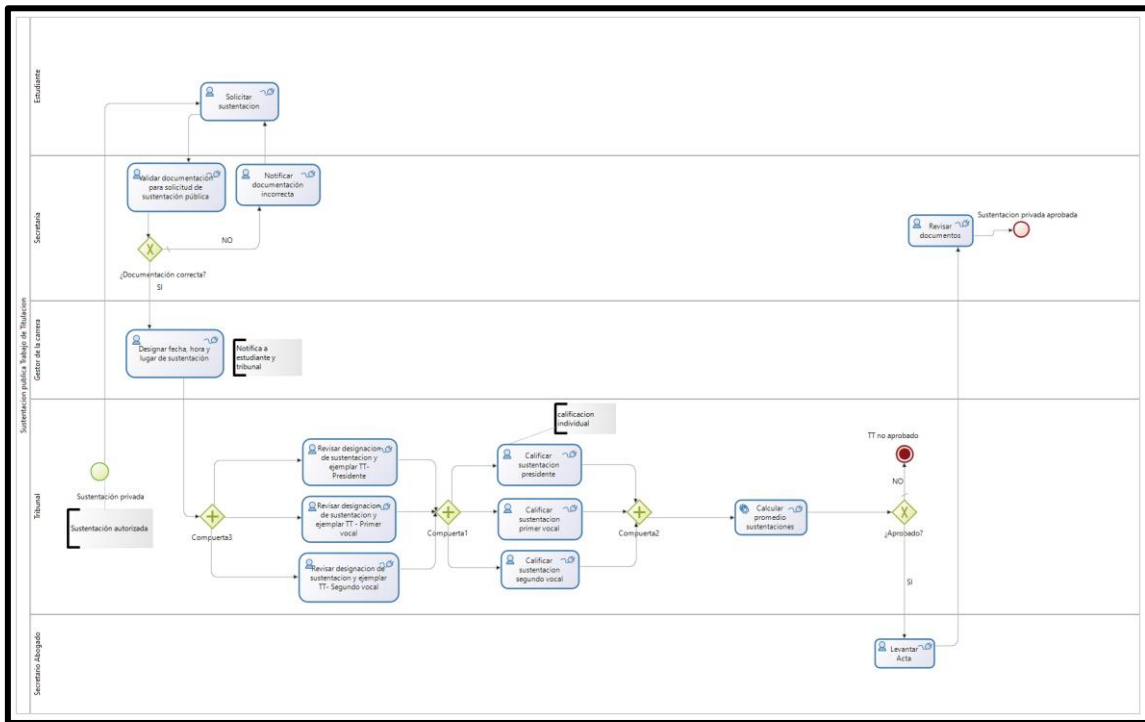 Sustentacion publica Trabajo de Titulacion
Estudiante
Solicitar
sustentacion
Secretaria
Validar documentación
para solicitud de
sustentación pública
Notificar
documentación
incorrecta
NO
¿Documentación correcta?
SI
Revisar
documentos
Sustentacion privada aprobada
Gestor de la carrera
Designar fecha, hora y
lugar de sustentación
Notifica a
estudiante y
tribunal
Tribunal
Sustentación privada
Sustentación autorizada
Compuerta3
Revisar designacion
de sustentacion y
ejemplar TT-
Presidente
Revisar designacion
de sustentacion y
ejemplar TT - Primer
vocal
Revisar designacion de
sustentacion y ejemplar
TT- Segundo vocal
Compuerta1
calificacion
individual
Calificar
sustentacion
presidente
Calificar
sustentacion
primer vocal
Calificar
sustentacion
segundo vocal
Compuerta2
Calcular
promedio
sustentaciones
TT no aprobado
NO
¿Aprobado?
SI
Secretario Abogado
Levantar
Acta